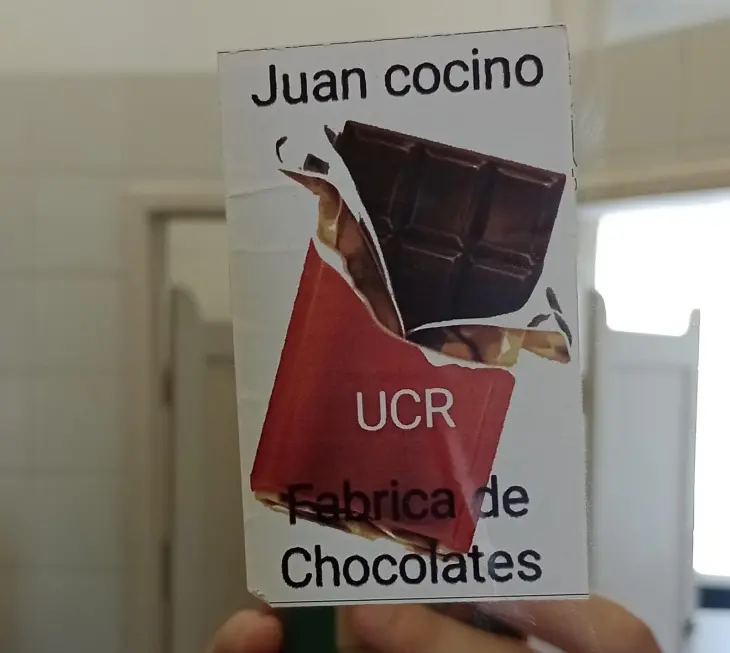 Juan cocino
UCR
Fabrica de
Chocolates